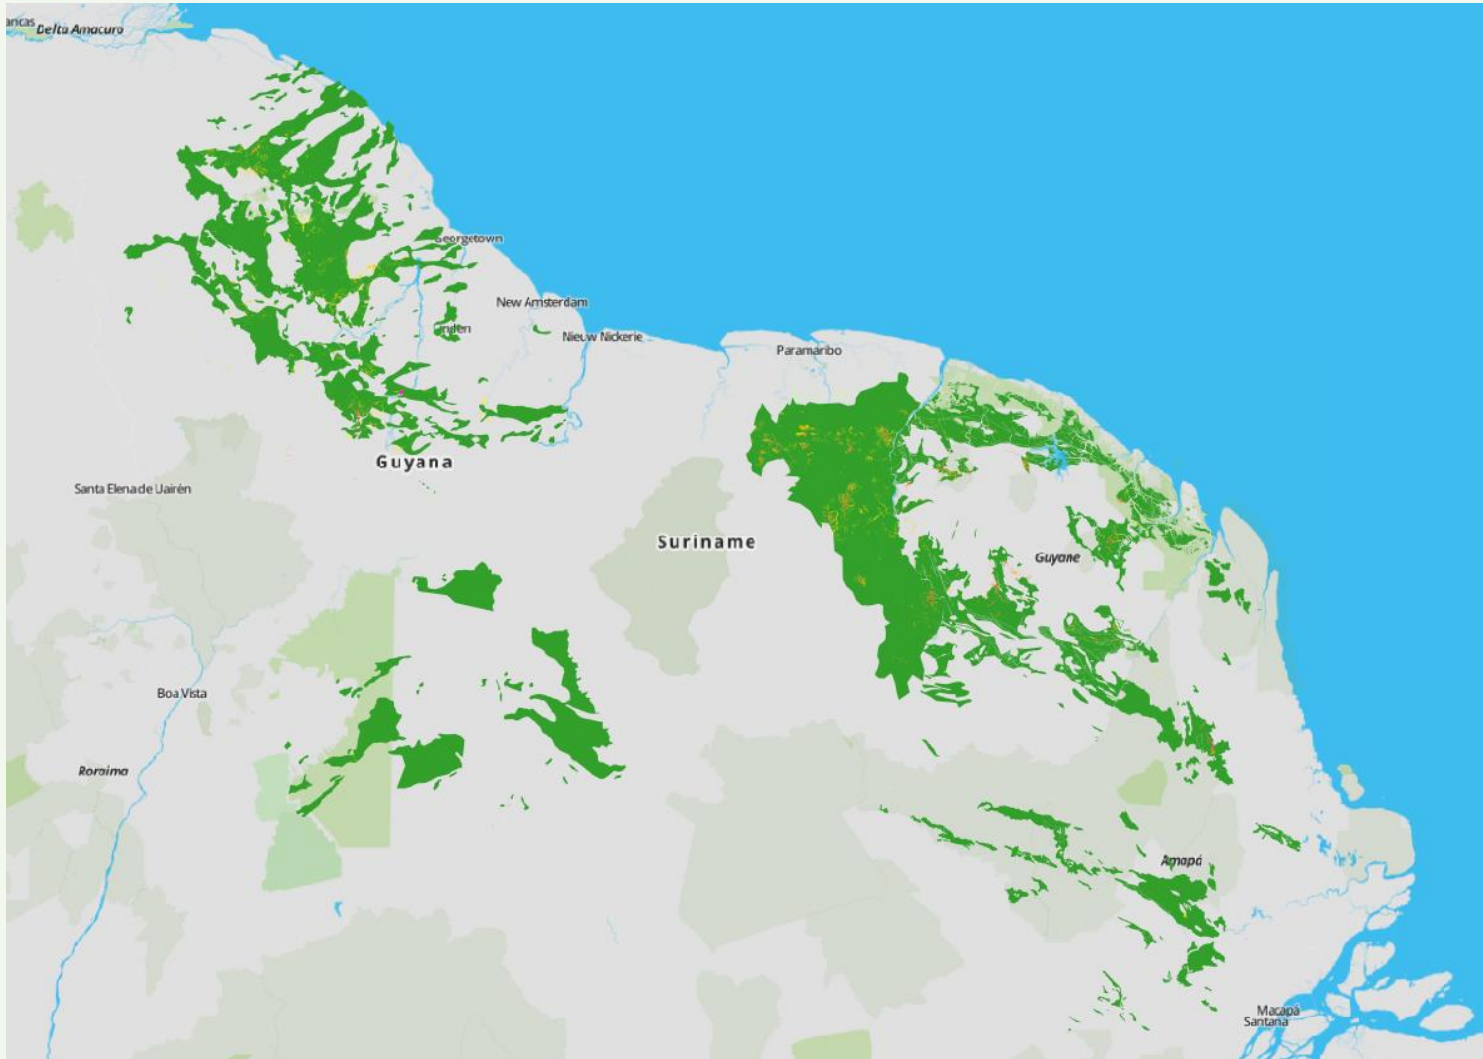 Delta Amacuro
Georgetown
New Amsterdam
Linden
Nieuw Nickerie
Paramaribo
Guyana
Santa Elena de Uairén
Suriname
Guyane
Boa Vista
Roraima
Amapá
Macapá
Santana